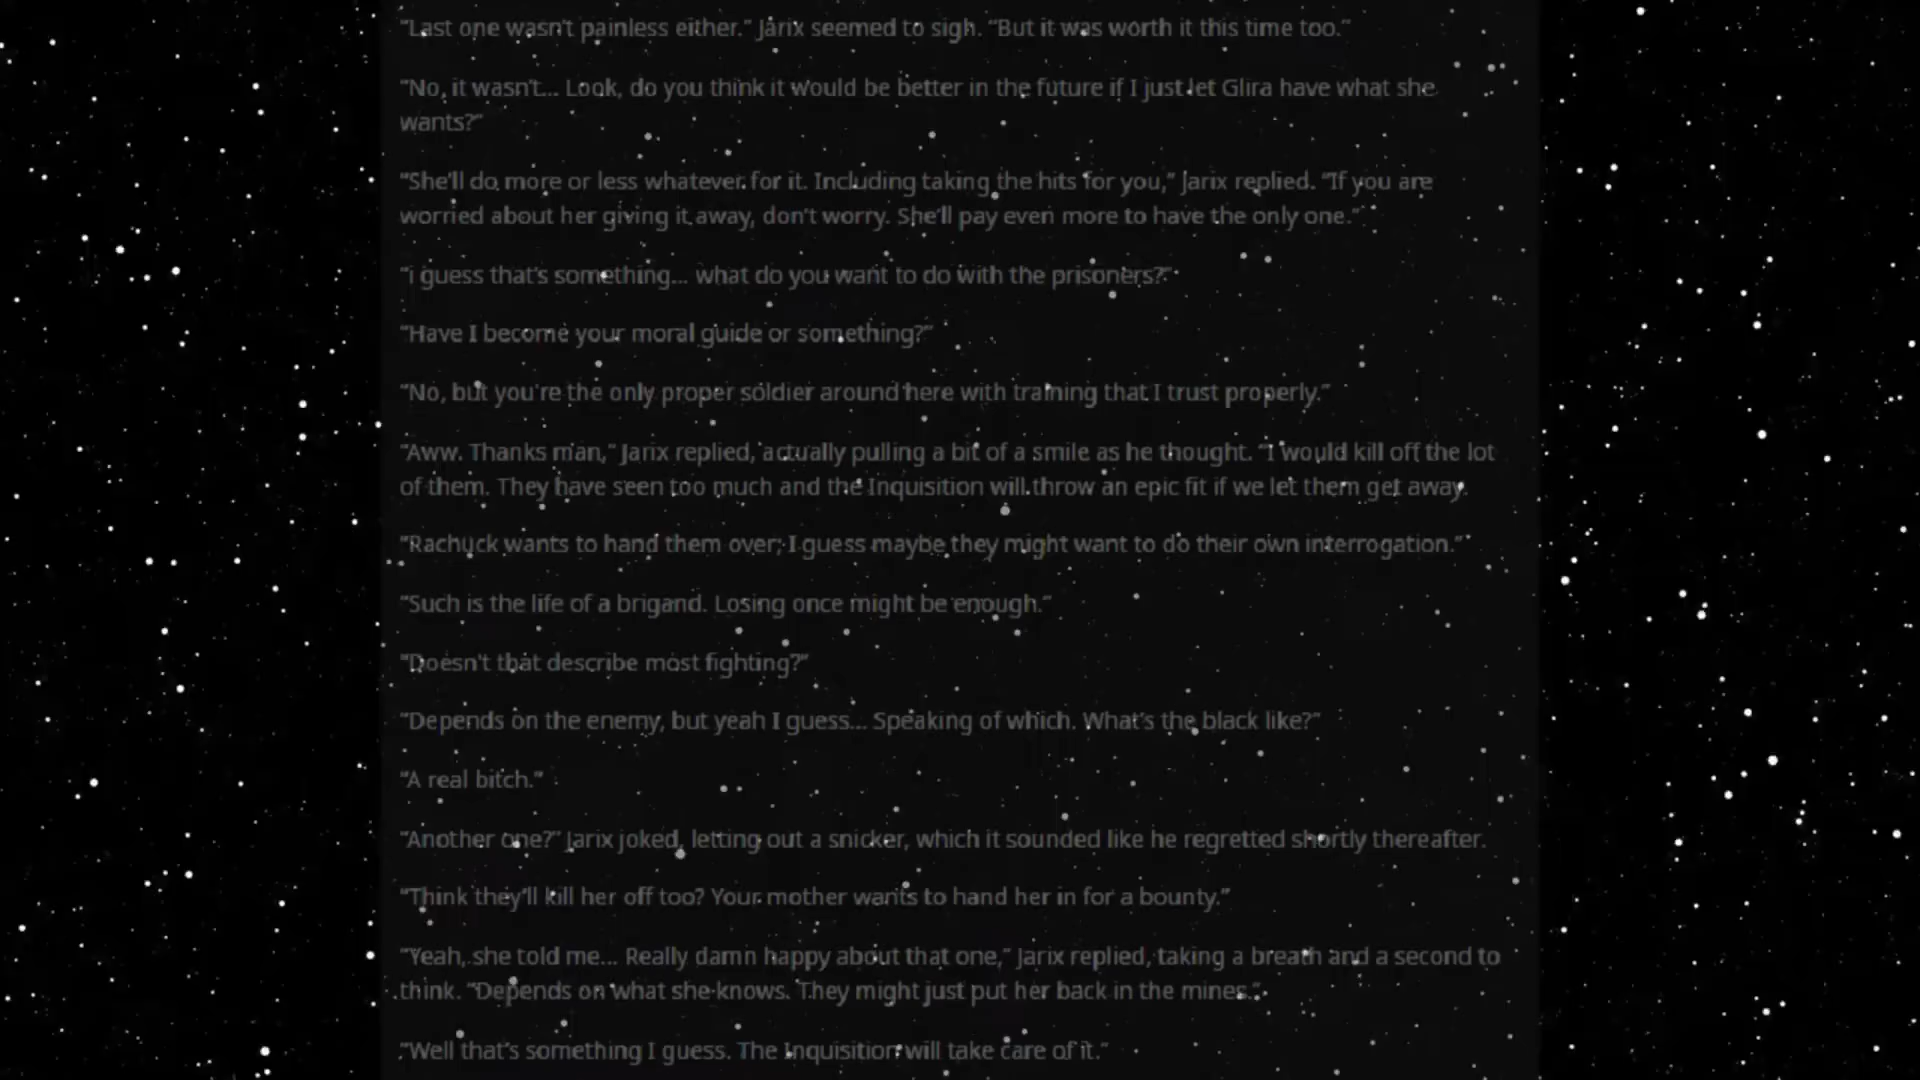 “Last one wasn’t painless either.” Jarix seemed to sigh. “But it was worth it this time too.”
“No, it wasn’t... Look, do you think it would be better in the future if I just let Glira have what she
wants?”
“She’ll do more or less whatever for it. Including taking the hits for you,” Jarix replied. “If you are
worried about her giving it away, don’t worry. She’ll pay even more to have the only one.”
“i guess that’s something... what do you want to do with the prisoners?”
“Have I become your moral guide or something?”
“No, but you’re the only proper soldier around here with training that I trust properly.”
“Aww. Thanks man,” Jarix replied, actually pulling a bit of a smile as he thought. “I would kill off the lot
of them. They have seen too much and the Inquisition will throw an epic fit if we let them get away.
“Rachuck wants to hand them over; I guess maybe they might want to do their own interrogation.”
“Such is the life of a brigand. Losing once might be enough.”
“Doesn’t that describe most fighting?”
“Depends on the enemy, but yeah I guess... Speaking of which. What’s the black like?”
“A real bitch.”
“Another one?” Jarix joked, letting out a snicker, which it sounded like he regretted shortly thereafter.
“Think they’ll kill her off too? Your mother wants to hand her in for a bounty.”
“Yeah, she told me... Really damn happy about that one,” Jarix replied, taking a breath and a second to
think. “Depends on what she knows. They might just put her back in the mines.”
“Well that’s something I guess. The Inquisition will take care of it.”